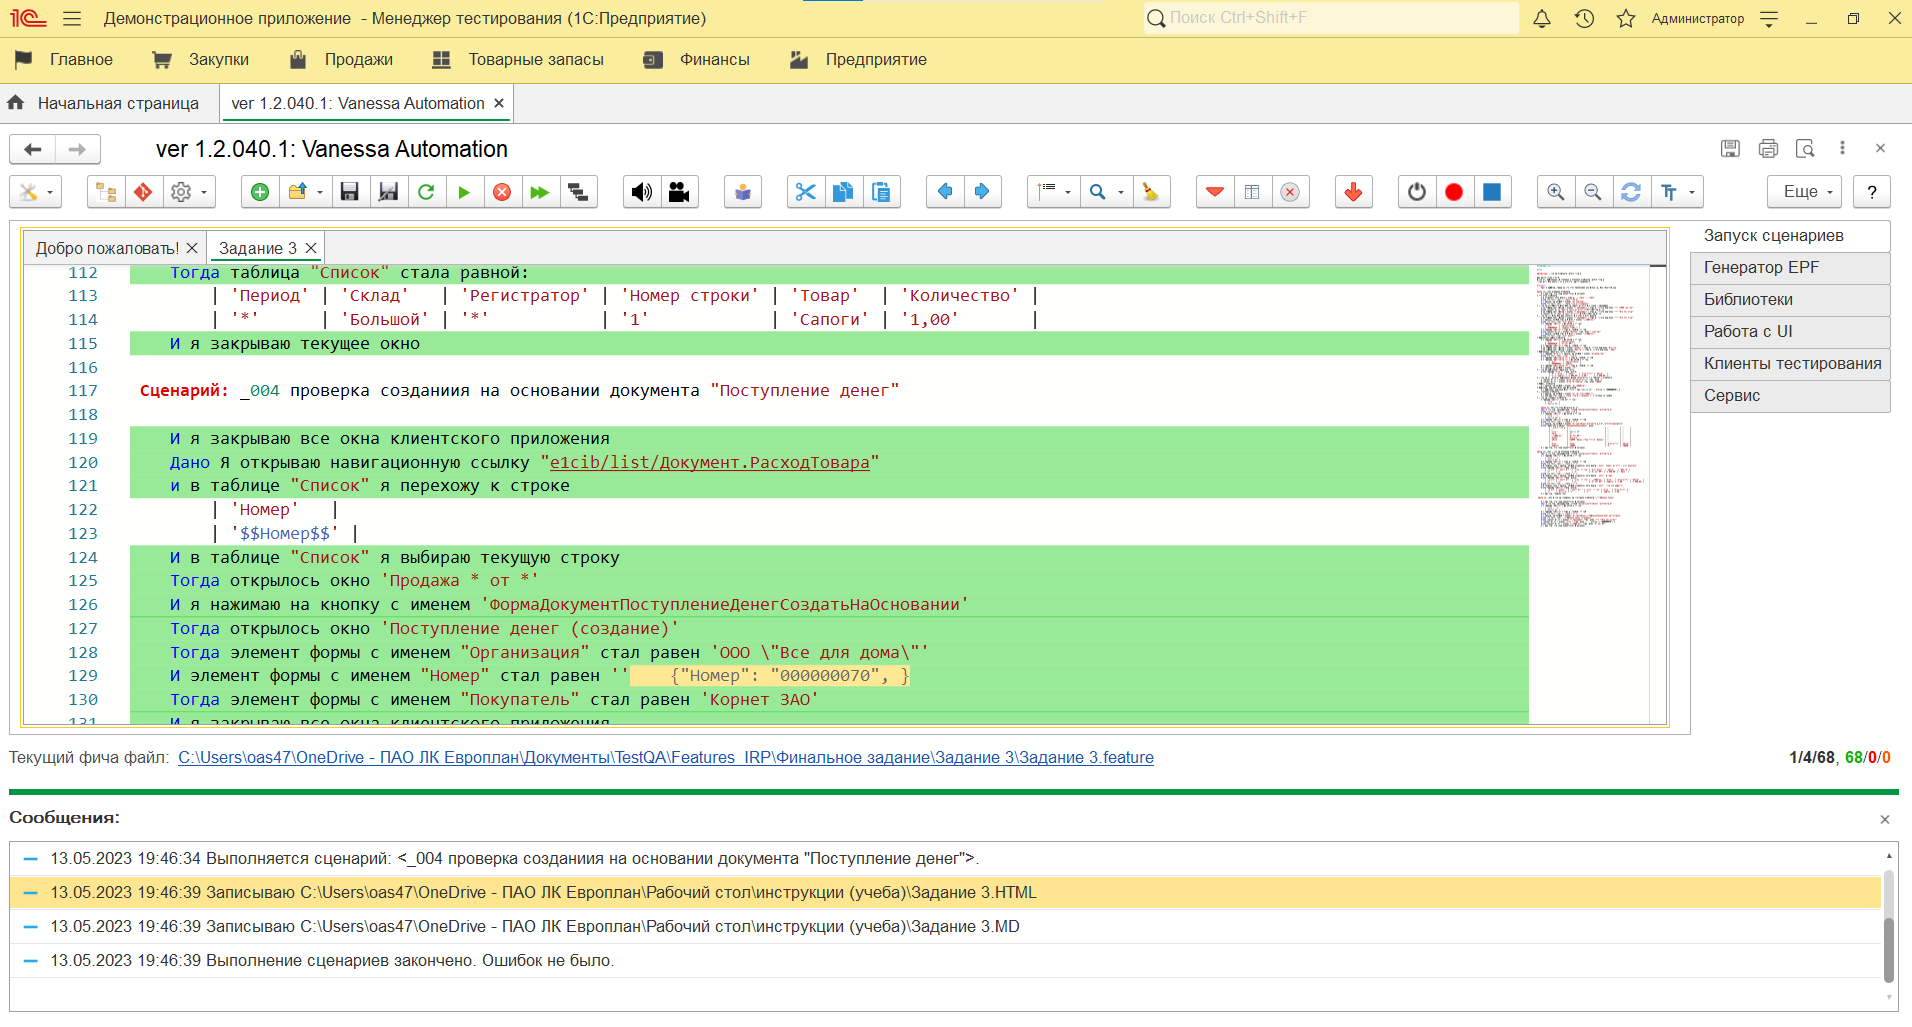 Демонстрационное приложение - Менеджер тестирования (1С:Предприятие)
Поиск Ctrl+Shift+F
Администратор
Главное
Закупки
Продажи
Товарные запасы
Финансы
Предприятие
Начальная страница
ver 1.2.040.1: Vanessa Automation
ver 1.2.040.1: Vanessa Automation
Еще
?
Добро пожаловать!
Задание 3
112 Тогда таблица "Список" стала равной:
113 | 'Период' | 'Склад' | 'Регистратор' | 'Номер строки' | 'Товар' | 'Количество' |
114 | '*' | 'Большой' | '*' | '1' | 'Сапоги' | '1,00' |
115 И я закрываю текущее окно
116
117 Сценарий: _004 проверка созданиия на основании документа "Поступление денег"
118
119 И я закрываю все окна клиентского приложения
120 Дано Я открываю навигационную ссылку "e1cib/list/Документ.РасходТовара"
121 и в таблице "Список" я перехожу к строке
122 | 'Номер' |
123 | '$$Номер$$' |
124 И в таблице "Список" я выбираю текущую строку
125 Тогда открылось окно 'Продажа * от *'
126 И я нажимаю на кнопку с именем 'ФормаДокументПоступлениеДенегСоздатьНаОсновании'
127 Тогда открылось окно 'Поступление денег (создание)'
128 Тогда элемент формы с именем "Организация" стал равен 'ООО \"Все для дома\"'
129 И элемент формы с именем "Номер" стал равен '' {"Номер": "000000070", }
130 Тогда элемент формы с именем "Покупатель" стал равен 'Корнет ЗАО'
131 И я закрываю все окна клиентского приложения
Запуск сценариев
Генератор EPF
Библиотеки
Работа с UI
Клиенты тестирования
Сервис
Текущий фича файл: C:\Users\oas47\OneDrive - ПАО ЛК Европлан\Документы\TestQA\Features_IRP\Финальное задание\Задание 3\Задание 3.feature
1/4/68, 68/0/0
Сообщения:
13.05.2023 19:46:34 Выполняется сценарий: <_004 проверка созданиия на основании документа "Поступление денег">.
13.05.2023 19:46:39 Записываю C:\Users\oas47\OneDrive - ПАО ЛК Европлан\Рабочий стол\инструкции (учеба)\Задание 3.HTML
13.05.2023 19:46:39 Записываю C:\Users\oas47\OneDrive - ПАО ЛК Европлан\Рабочий стол\инструкции (учеба)\Задание 3.MD
13.05.2023 19:46:39 Выполнение сценариев закончено. Ошибок не было.